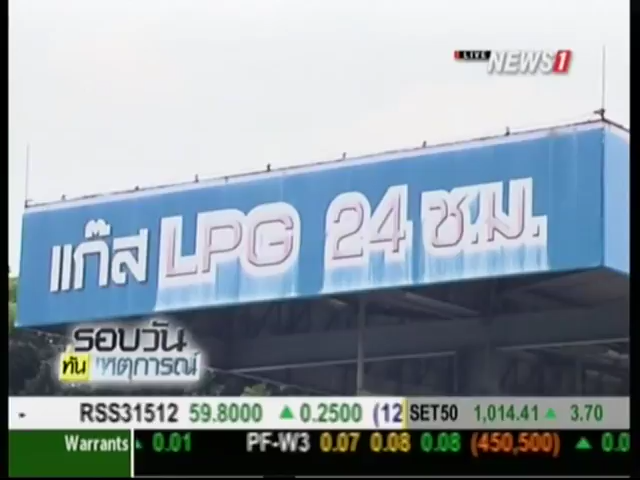 LIVE NEWS1
แก๊ส LPG 24 ช.ม.
รอบวัน
ทัน เหตุการณ์
RSS31512 59.8000 ▲ 0.2500 (12 SET50 1,014.41 ▲ 3.70
Warrants 0.01 PF-W3 0.07 0.08 0.08 (450,500) ▲ 0.0